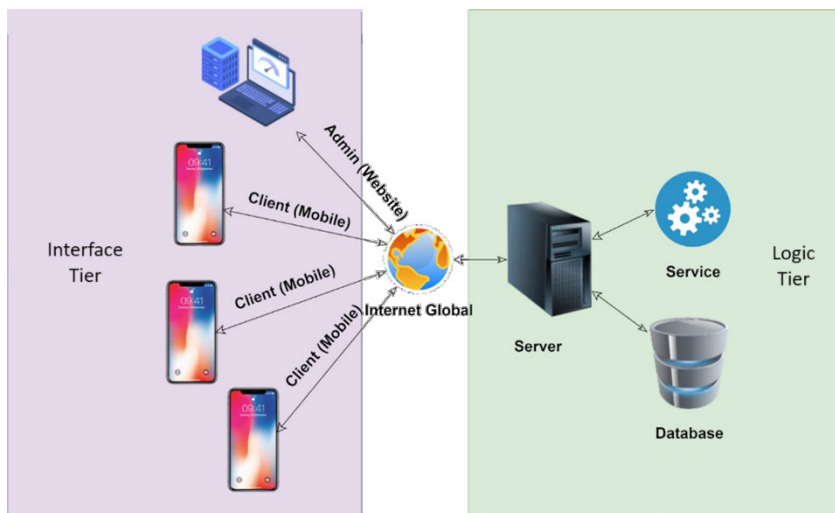 Admin (Website)
09:41
Client (Mobile)
Interface
Tier
Client (Mobile)
09:41
Client (Mobile)
09:41
Internet Global
Server
Service
Logic
Tier
Database